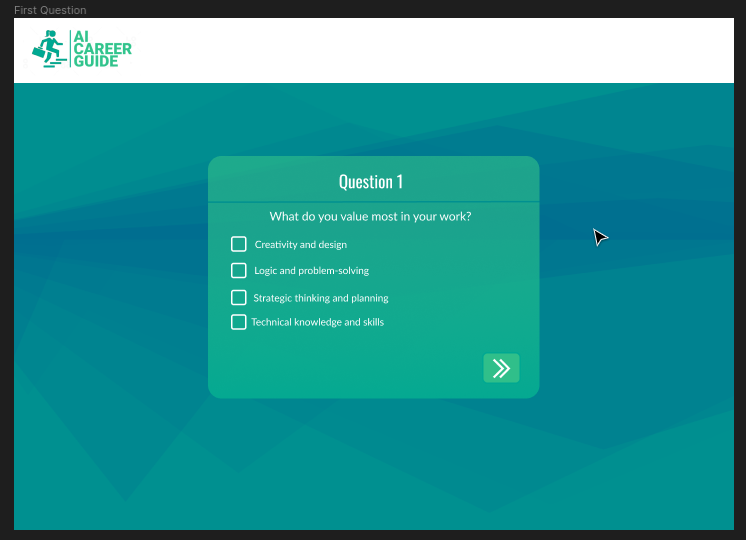 First Question
AI
CAREER
GUIDE
Question 1
What do you value most in your work?
Creativity and design
Logic and problem-solving
Strategic thinking and planning
Technical knowledge and skills